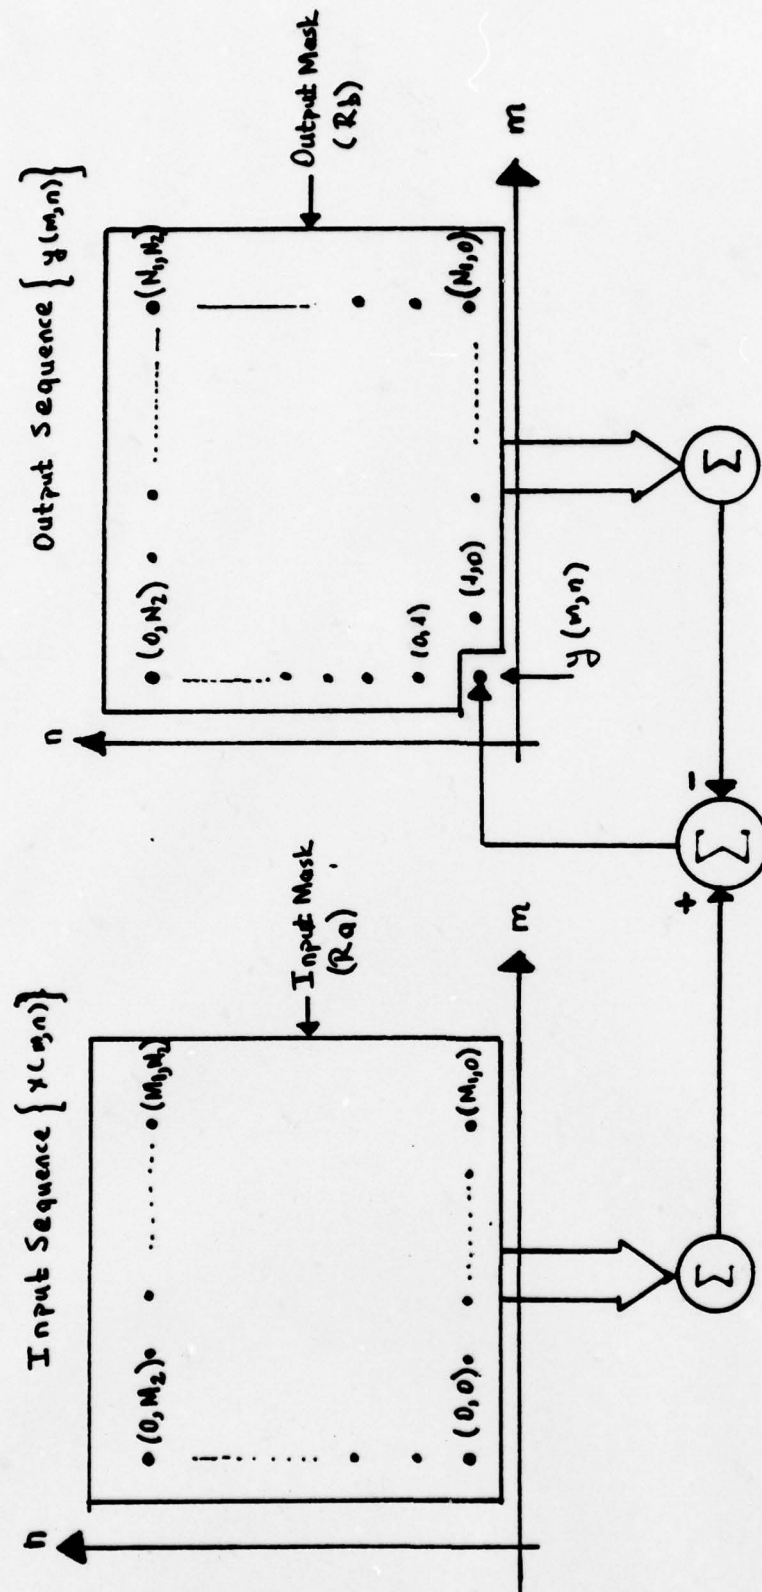 Input Sequence { x(m,n)}
n
(0,M2)
(M1,N2)
(0,0)
(M1,0)
Input Mask
(Ra)
m
Σ
+
Σ
-
Output Sequence { y(m,n)}
n
(0,N2)
(N1,N2)
(0,1)
(1,0)
(N1,0)
y(m,n)
Output Mask
(Rb)
m
Σ